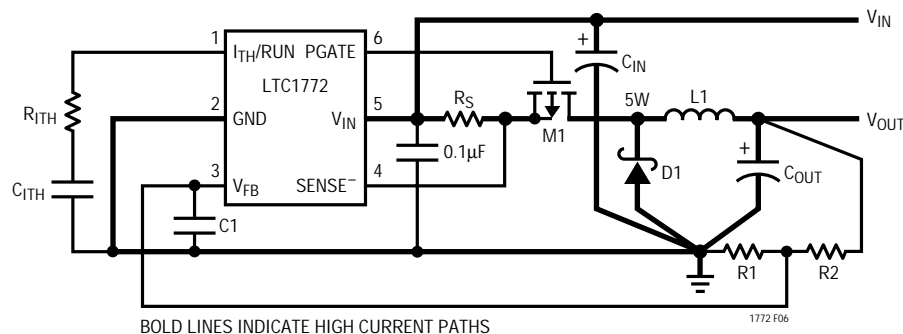 V_IN
1 I_TH/RUN PGATE 6
+
C_IN
LTC1772
R_ITH
2 GND
V_IN 5
R_S
5W
L1
V_OUT
M1
0.1µF
+
D1
C_OUT
C_ITH
3 V_FB
SENSE⁻ 4
C1
R1
R2
1772 F06
BOLD LINES INDICATE HIGH CURRENT PATHS